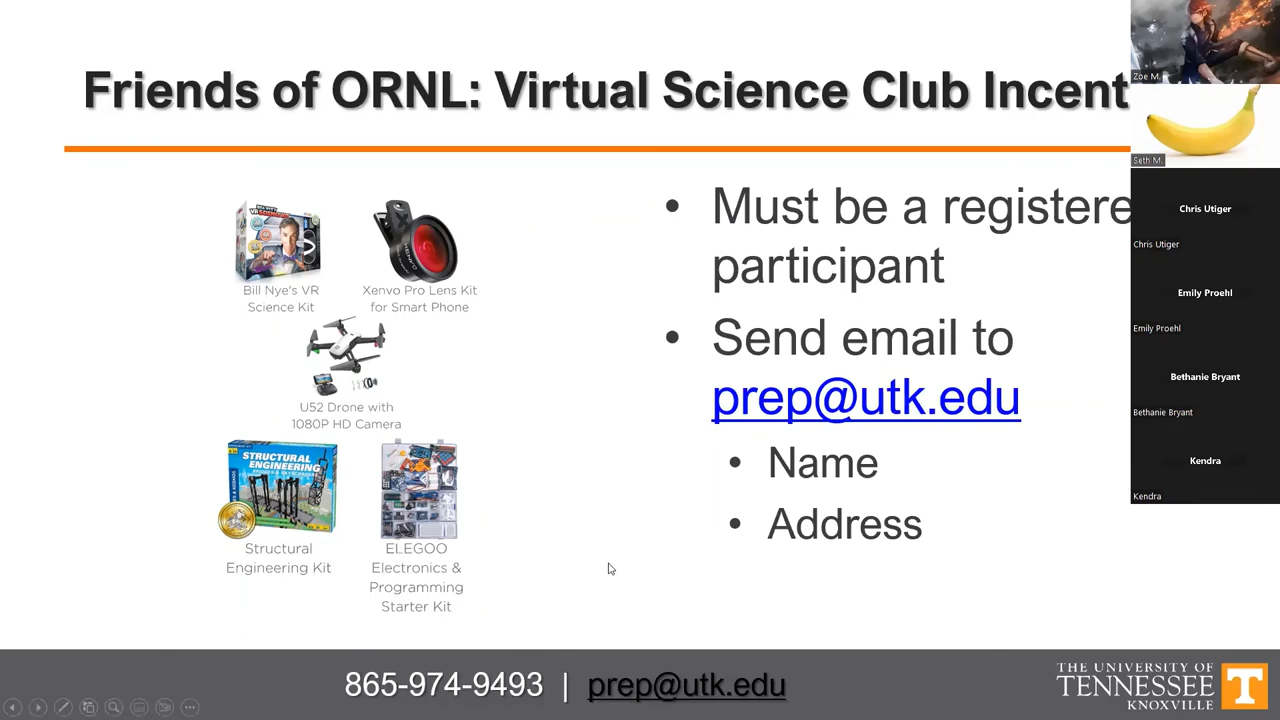 Friends of ORNL: Virtual Science Club Incent
Bill Nye's VR
Science Kit
Xenvo Pro Lens Kit
for Smart Phone
U52 Drone with
1080P HD Camera
STRUCTURAL
ENGINEERING
Structural
Engineering Kit
ELEGOO
Electronics &
Programming
Starter Kit
• Must be a registere
participant
• Send email to
prep@utk.edu
• Name
• Address
Zoe M.
Seth M.
Chris Utiger
Chris Utiger
Emily Proehl
Emily Proehl
Bethanie Bryant
Bethanie Bryant
Kendra
Kendra
865-974-9493 | prep@utk.edu
THE UNIVERSITY OF
TENNESSEE
KNOXVILLE
T